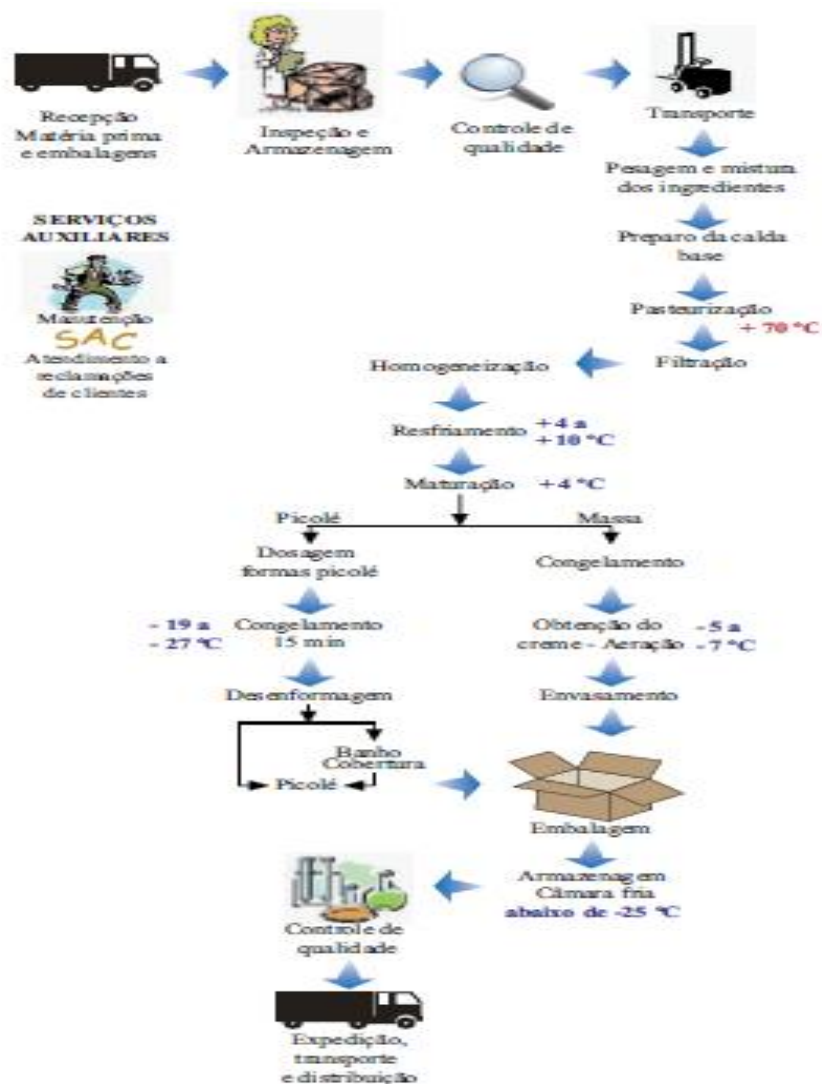 Recepção
Matéria prima
e embalagens
Inspeção e
Armazenagem
Controle de
qualidade
Transporte
Pesagem e mistura
dos ingredientes
SERVIÇOS
AUXILIARES
Manutenção
SAC
Atendimento a
reclamações
de clientes
Preparo da calda
base
Pasteurização
+ 70 °C
Filtração
Homogeneização
Resfriamento
+4 a
+10 °C
Maturação
+4 °C
Picolé
Massa
Dosagem
formas picolé
Congelamento
- 19 a
- 27 °C
Congelamento
15 min
Obtenção do
creme - Aeração
-5 a
-7 °C
Desenformagem
Envasamento
Banho
Cobertura
Picolé
Embalagem
Armazenagem
Câmara fria
abaixo de -25 °C
Controle de
qualidade
Expedição,
transporte
e distribuição